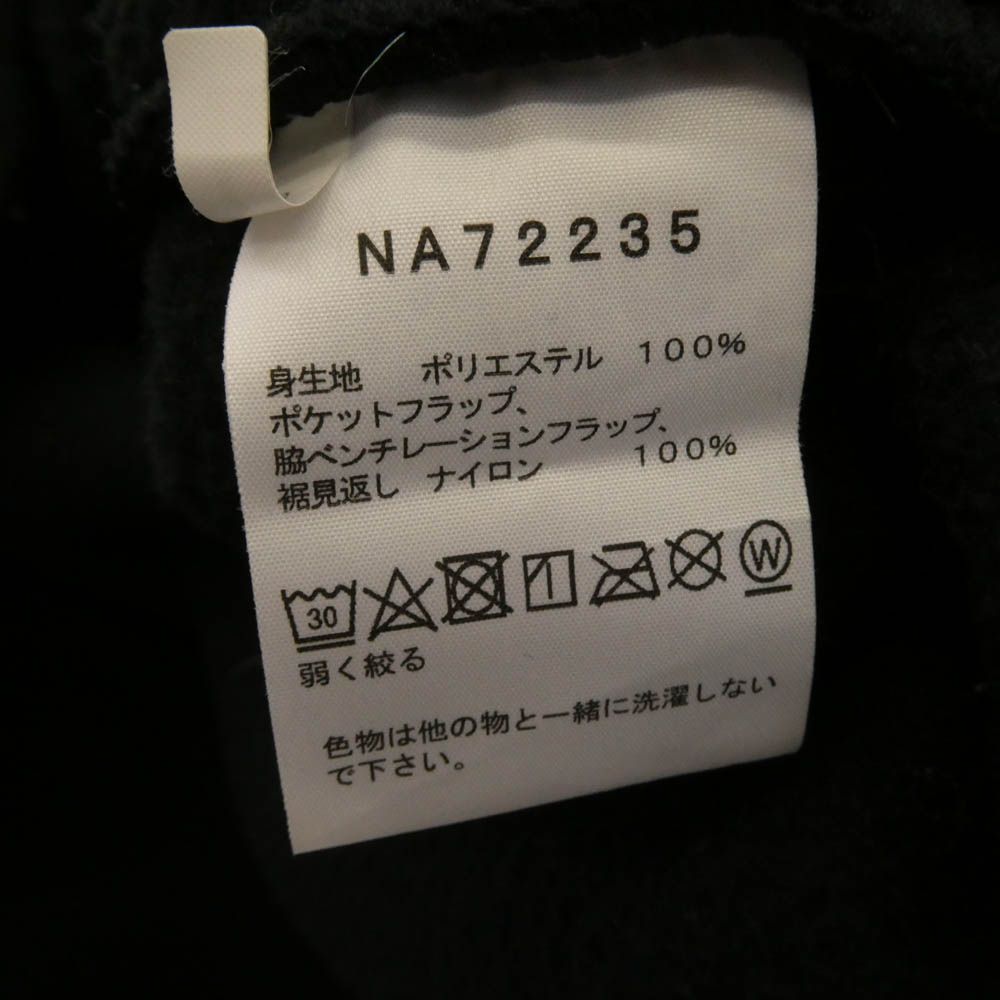 NA72235
身生地 ポリエステル 100%
ポケットフラップ、
脇ベンチレーションフラップ、
裾見返し ナイロン 100%
30 W
弱く絞る
色物は他の物と一緒に洗濯しない
で下さい。